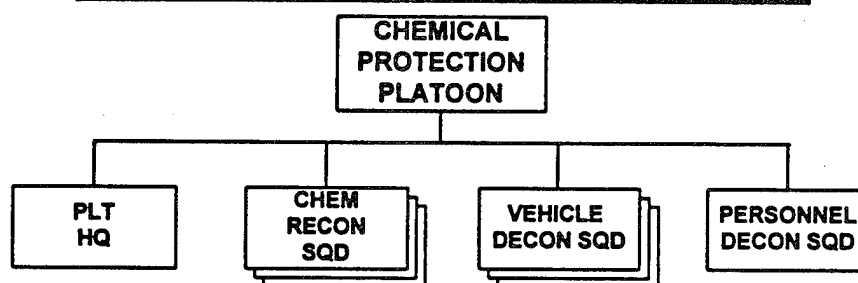 CHEMICAL
PROTECTION
PLATOON
PLT
HQ
CHEM
RECON
SQD
VEHICLE
DECON SQD
PERSONNEL
DECON SQD